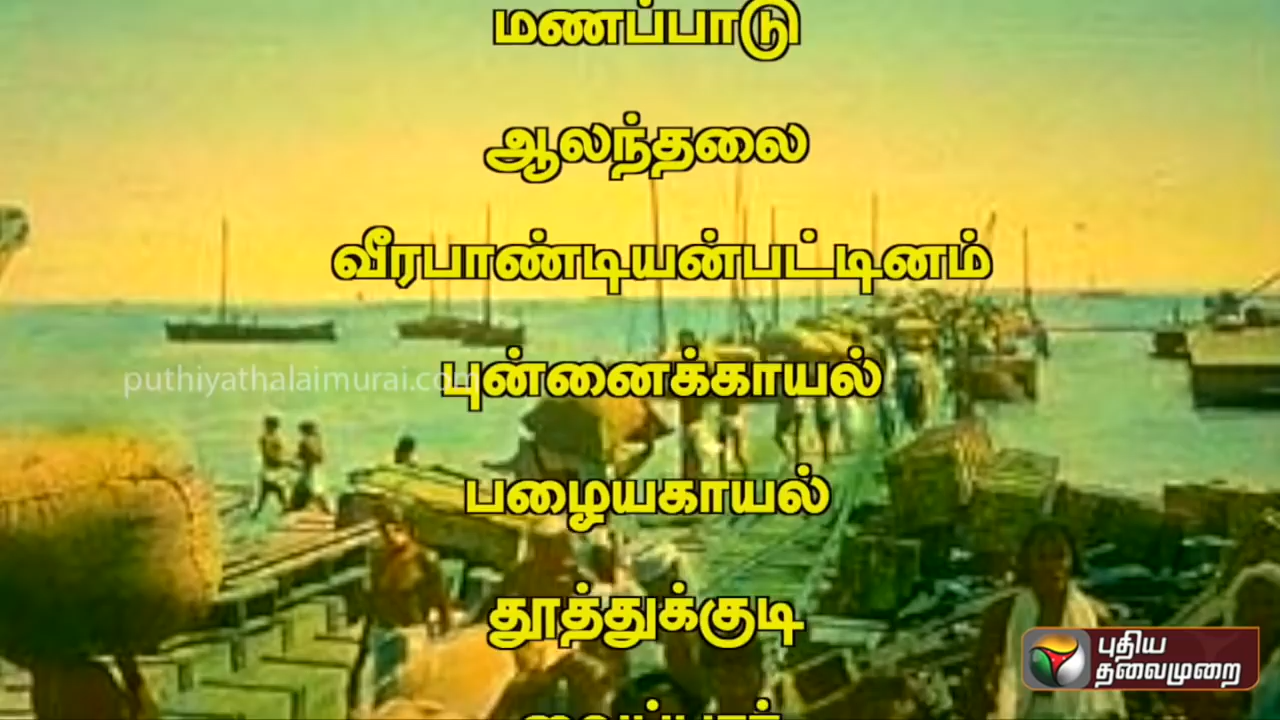 மணப்பாடு
ஆலந்தலை
வீரபாண்டியன்பட்டினம்
புன்னைக்காயல்
puthiyathalaimurai.com
பழையகாயல்
தூத்துக்குடி
வைப்பார்
புதிய
தலைமுறை